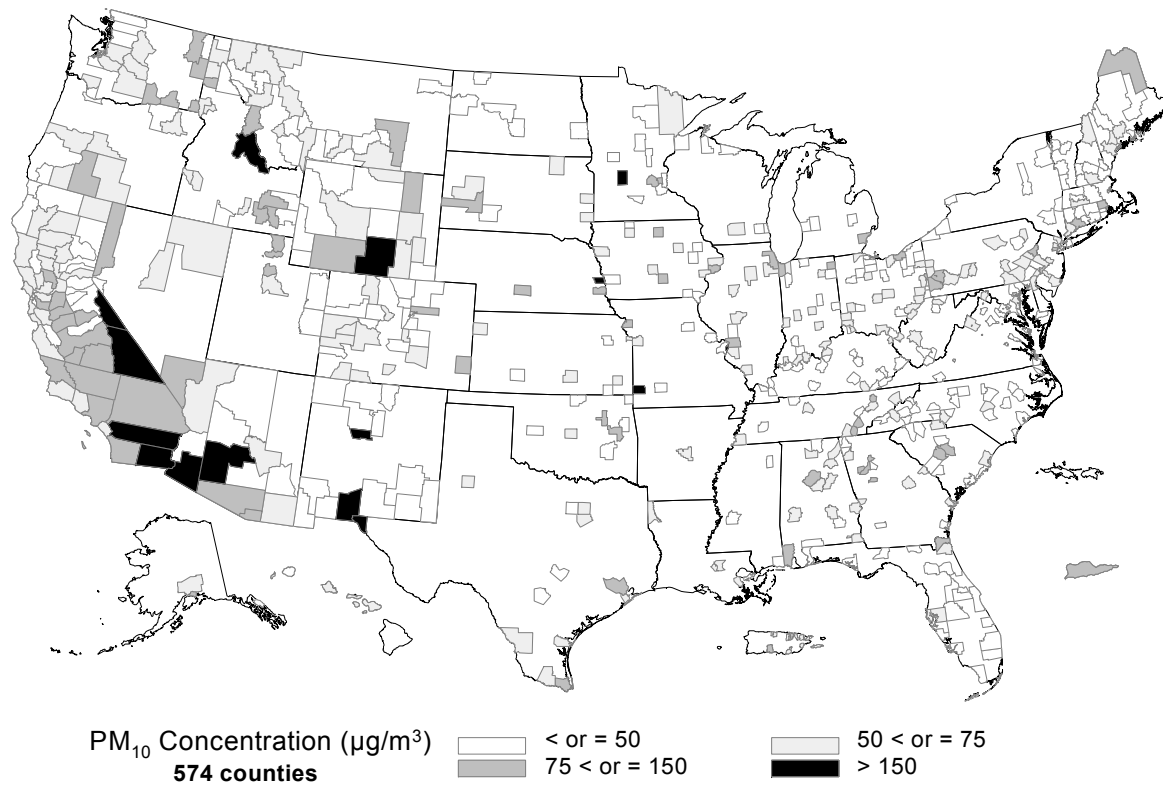 PM₁₀ Concentration (µg/m³)
574 counties
< or = 50
50 < or = 75
75 < or = 150
> 150